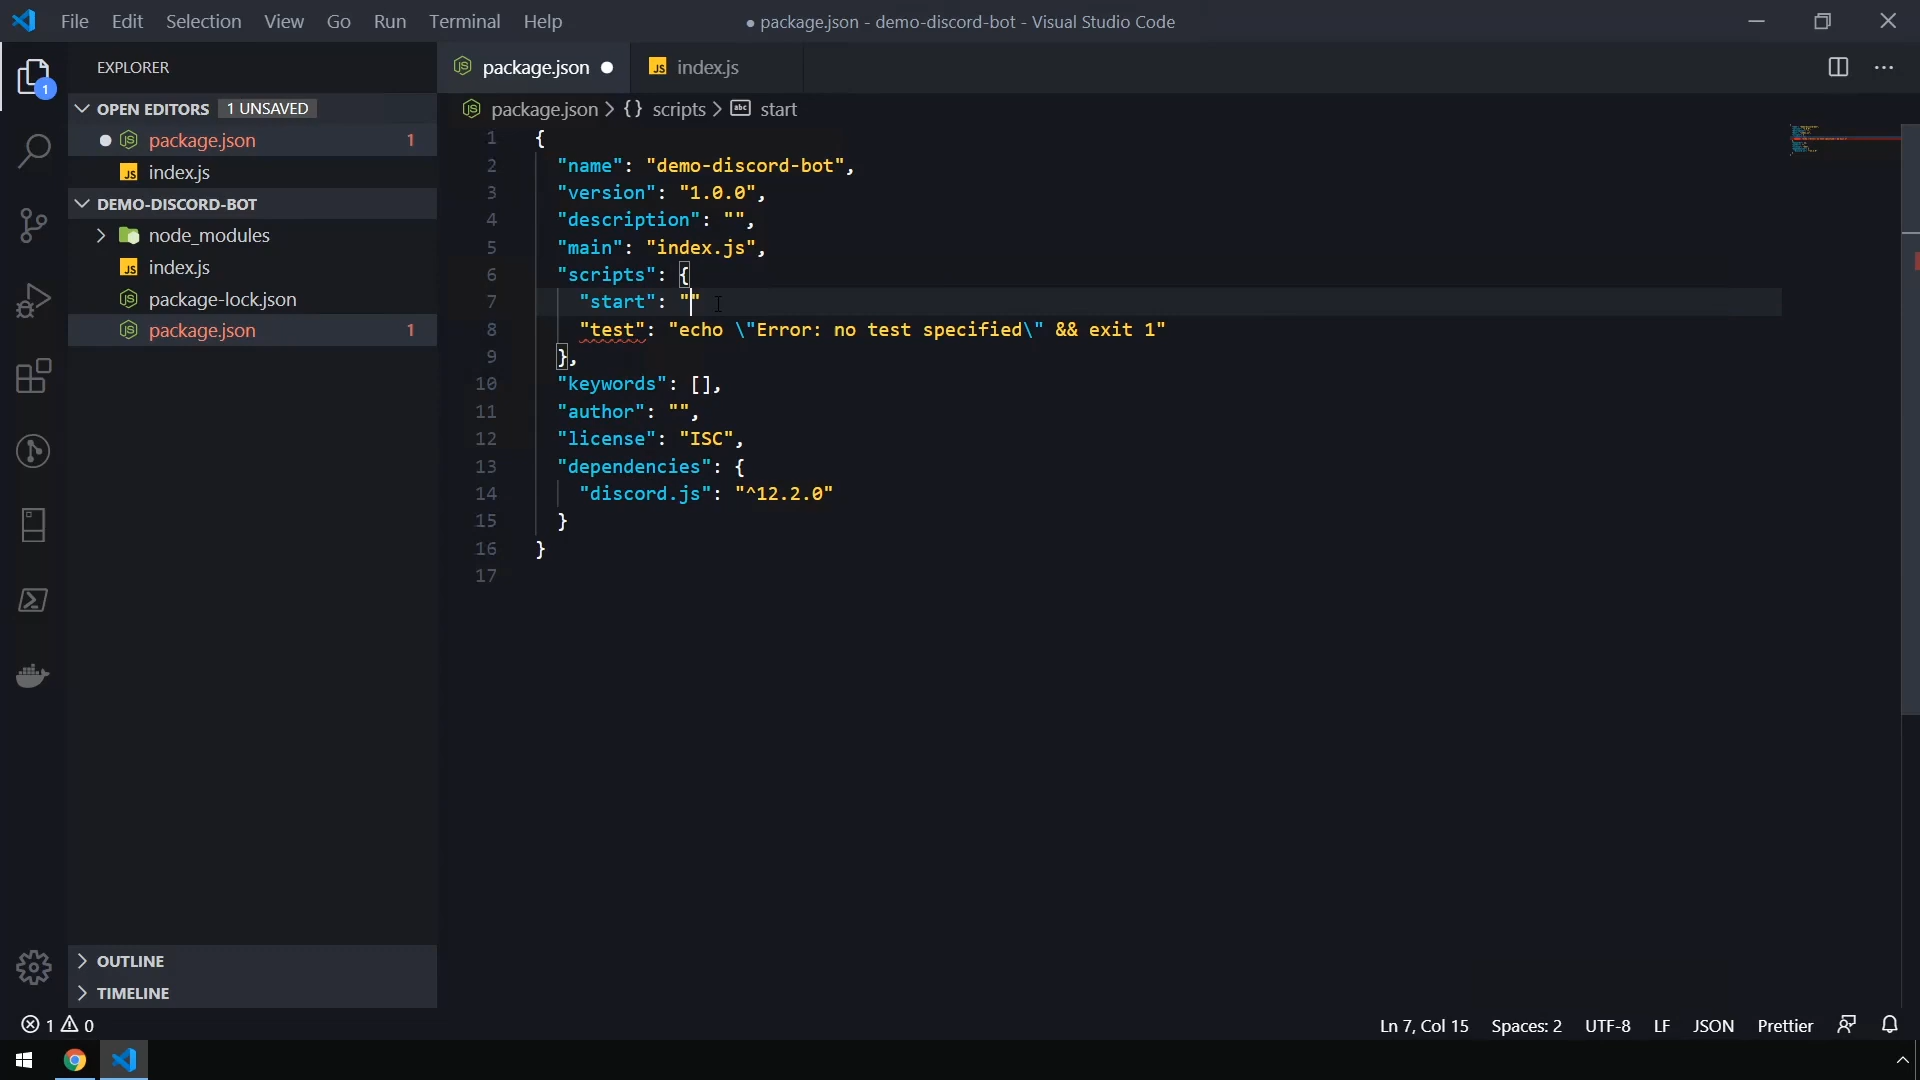 File Edit Selection View Go Run Terminal Help ● package.json - demo-discord-bot - Visual Studio Code
EXPLORER
package.json ●
JS index.js
1
OPEN EDITORS 1 UNSAVED
package.json > {} scripts > abc start
● package.json 1
JS index.js
DEMO-DISCORD-BOT
node_modules
JS index.js
package-lock.json
package.json 1
OUTLINE
TIMELINE
1 {
2 "name": "demo-discord-bot",
3 "version": "1.0.0",
4 "description": "",
5 "main": "index.js",
6 "scripts": {
7 "start": ""
8 "test": "echo \"Error: no test specified\" && exit 1"
9 },
10 "keywords": [],
11 "author": "",
12 "license": "ISC",
13 "dependencies": {
14 "discord.js": "^12.2.0"
15 }
16 }
17
1 0 Ln 7, Col 15 Spaces: 2 UTF-8 LF JSON Prettier